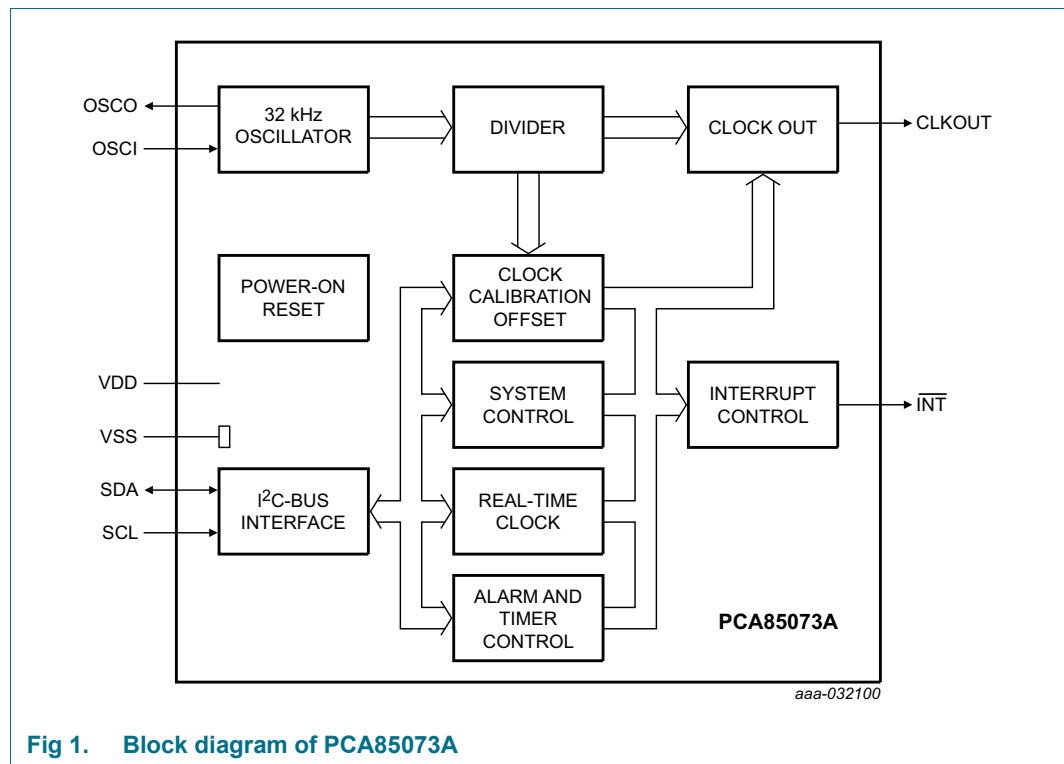 OSCO
OSCI
32 kHz
OSCILLATOR
DIVIDER
CLOCK OUT
CLKOUT
POWER-ON
RESET
CLOCK
CALIBRATION
OFFSET
VDD
VSS
SYSTEM
CONTROL
INTERRUPT
CONTROL
INT
SDA
SCL
I²C-BUS
INTERFACE
REAL-TIME
CLOCK
ALARM AND
TIMER
CONTROL
PCA85073A
aaa-032100
Fig 1. Block diagram of PCA85073A